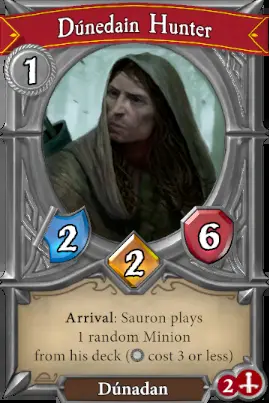 Dúnedain Hunter
1
2
2
6
Arrival: Sauron plays
1 random Minion
from his deck ( cost 3 or less)
Dúnadan
2